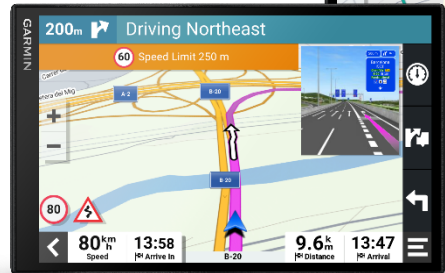 GARMIN
200m Driving Northeast
60 Speed Limit 250 m
A-2
B-20
B-20
80
80 km/h
Speed
13:58
Arrive In
B-20
9.6 km
Distance
13:47
Arrival